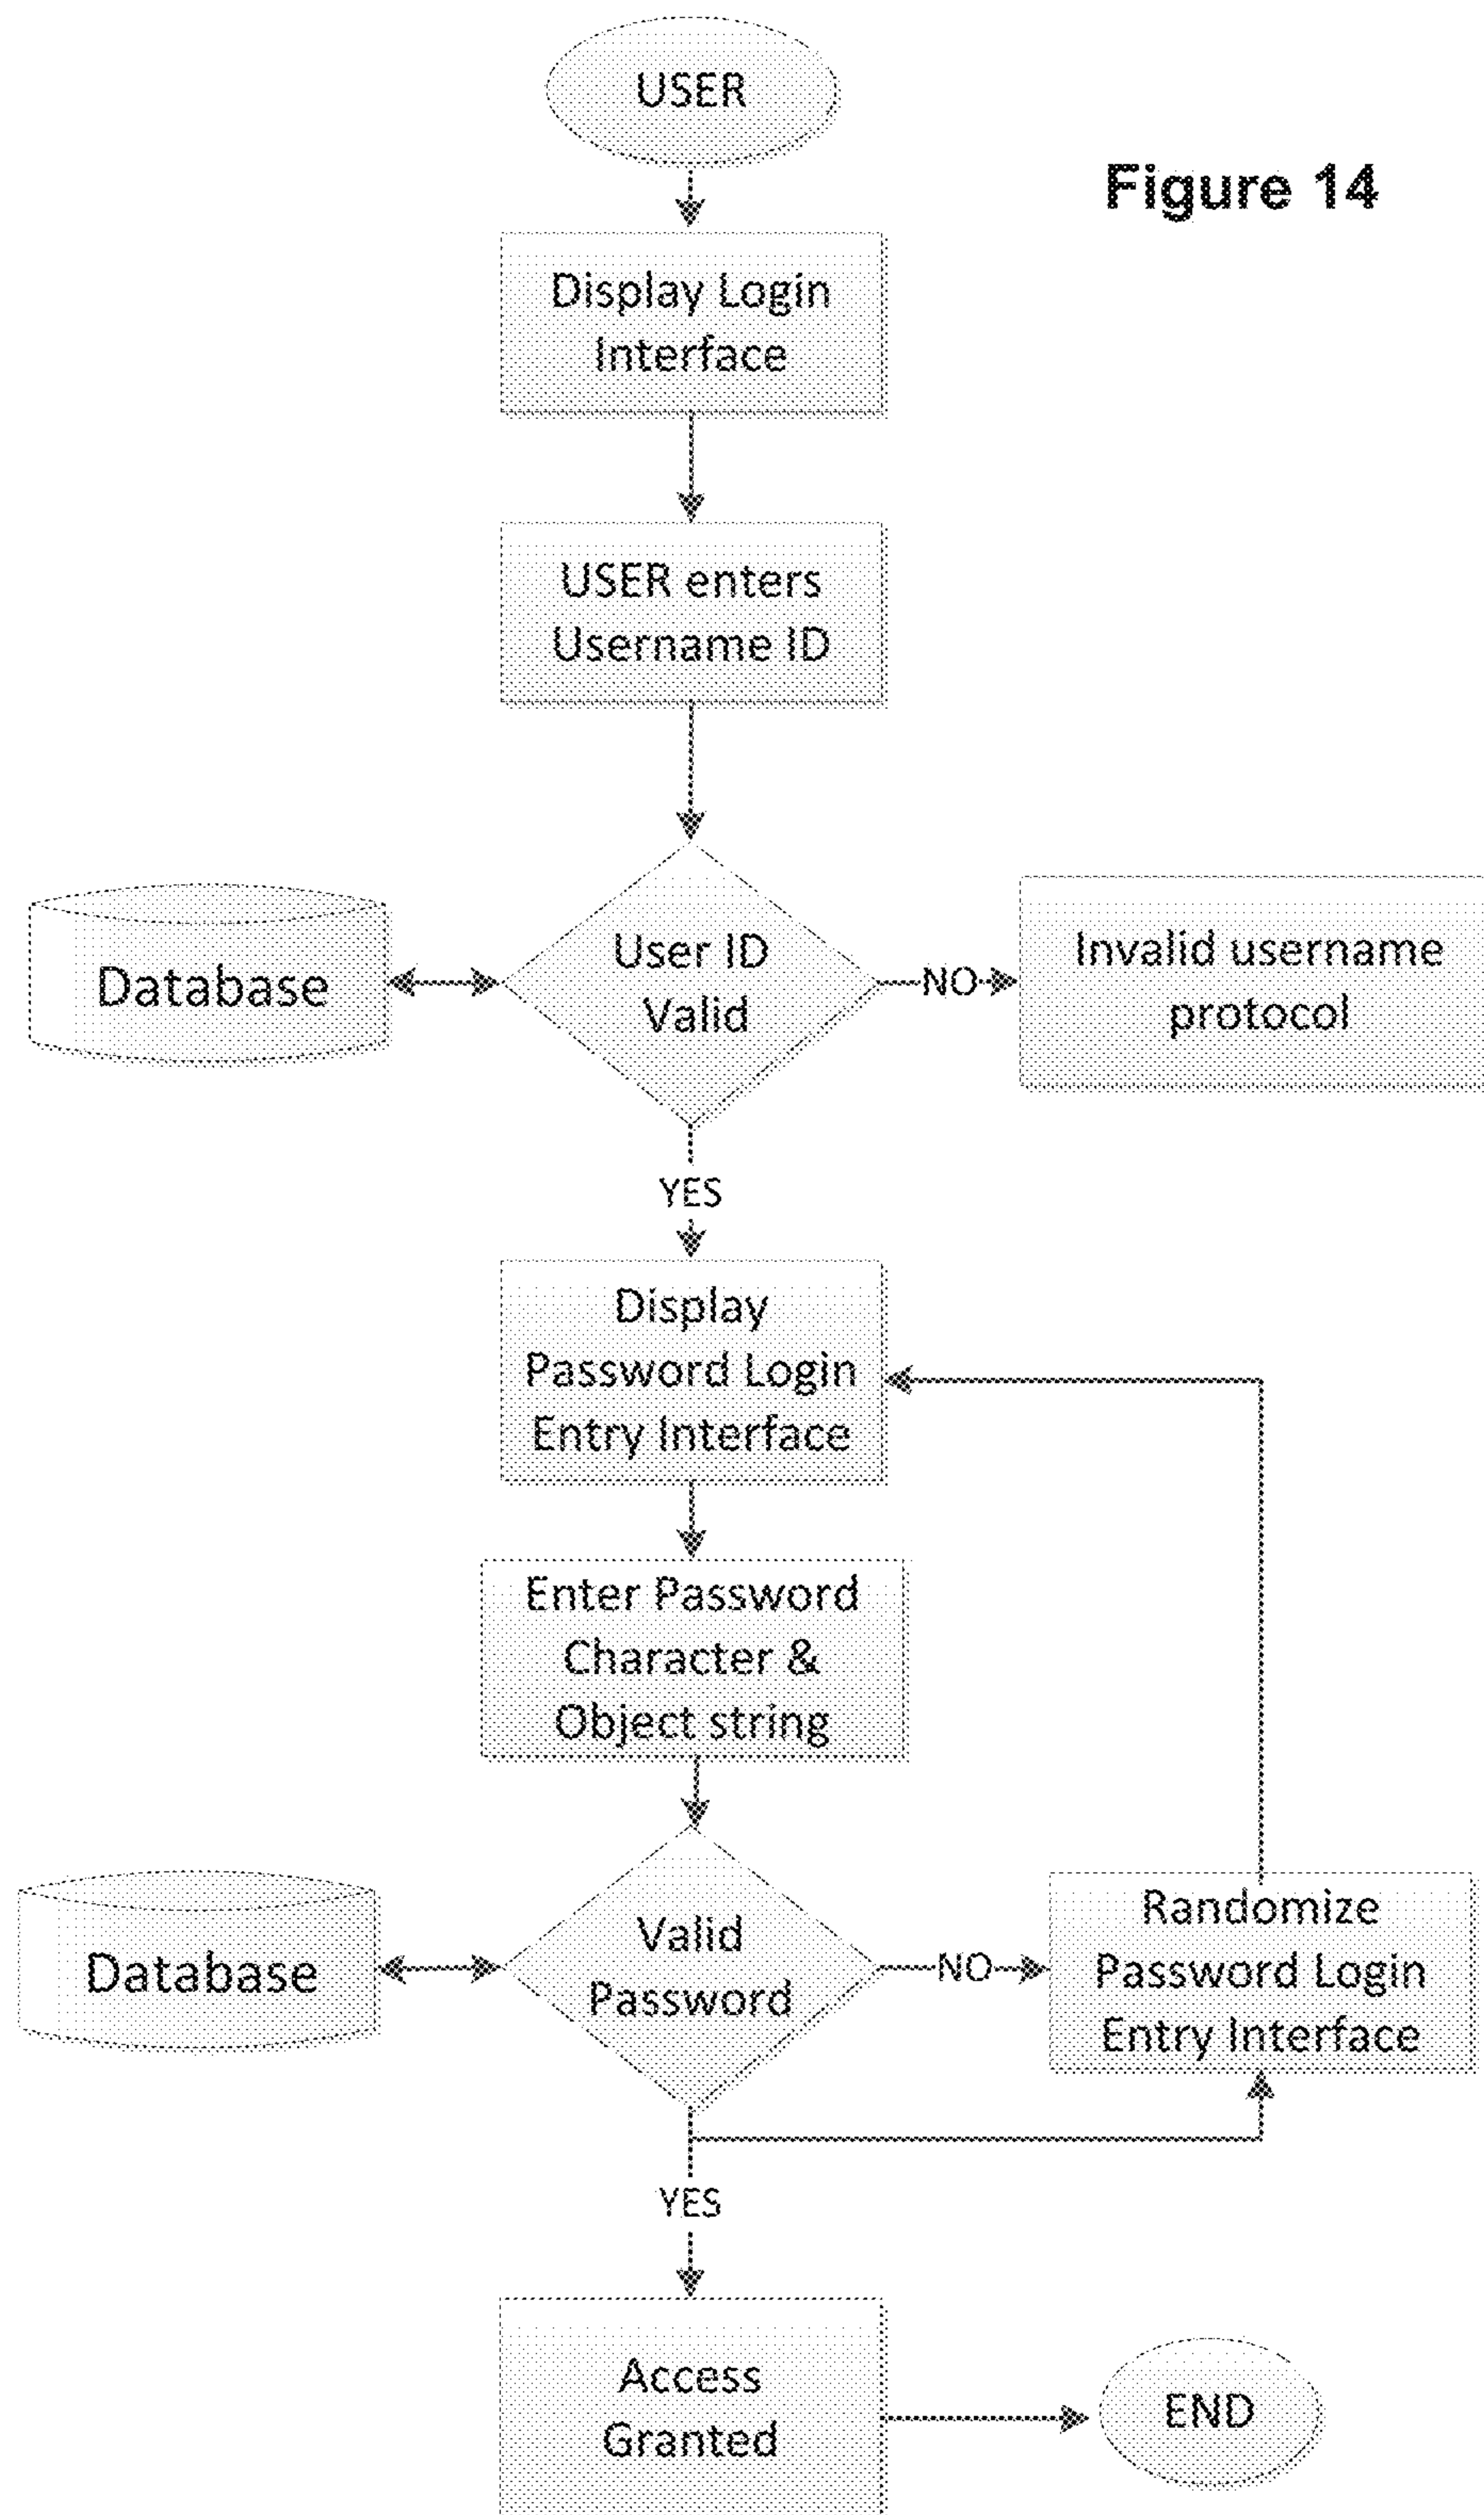 USER
Figure 14
Display Login
Interface
USER enters
Username ID
Database
User ID
Valid
NO
Invalid username
protocol
YES
Display
Password Login
Entry Interface
Enter Password
Character &
Object string
Database
Valid
Password
NO
Randomize
Password Login
Entry Interface
YES
Access
Granted
END